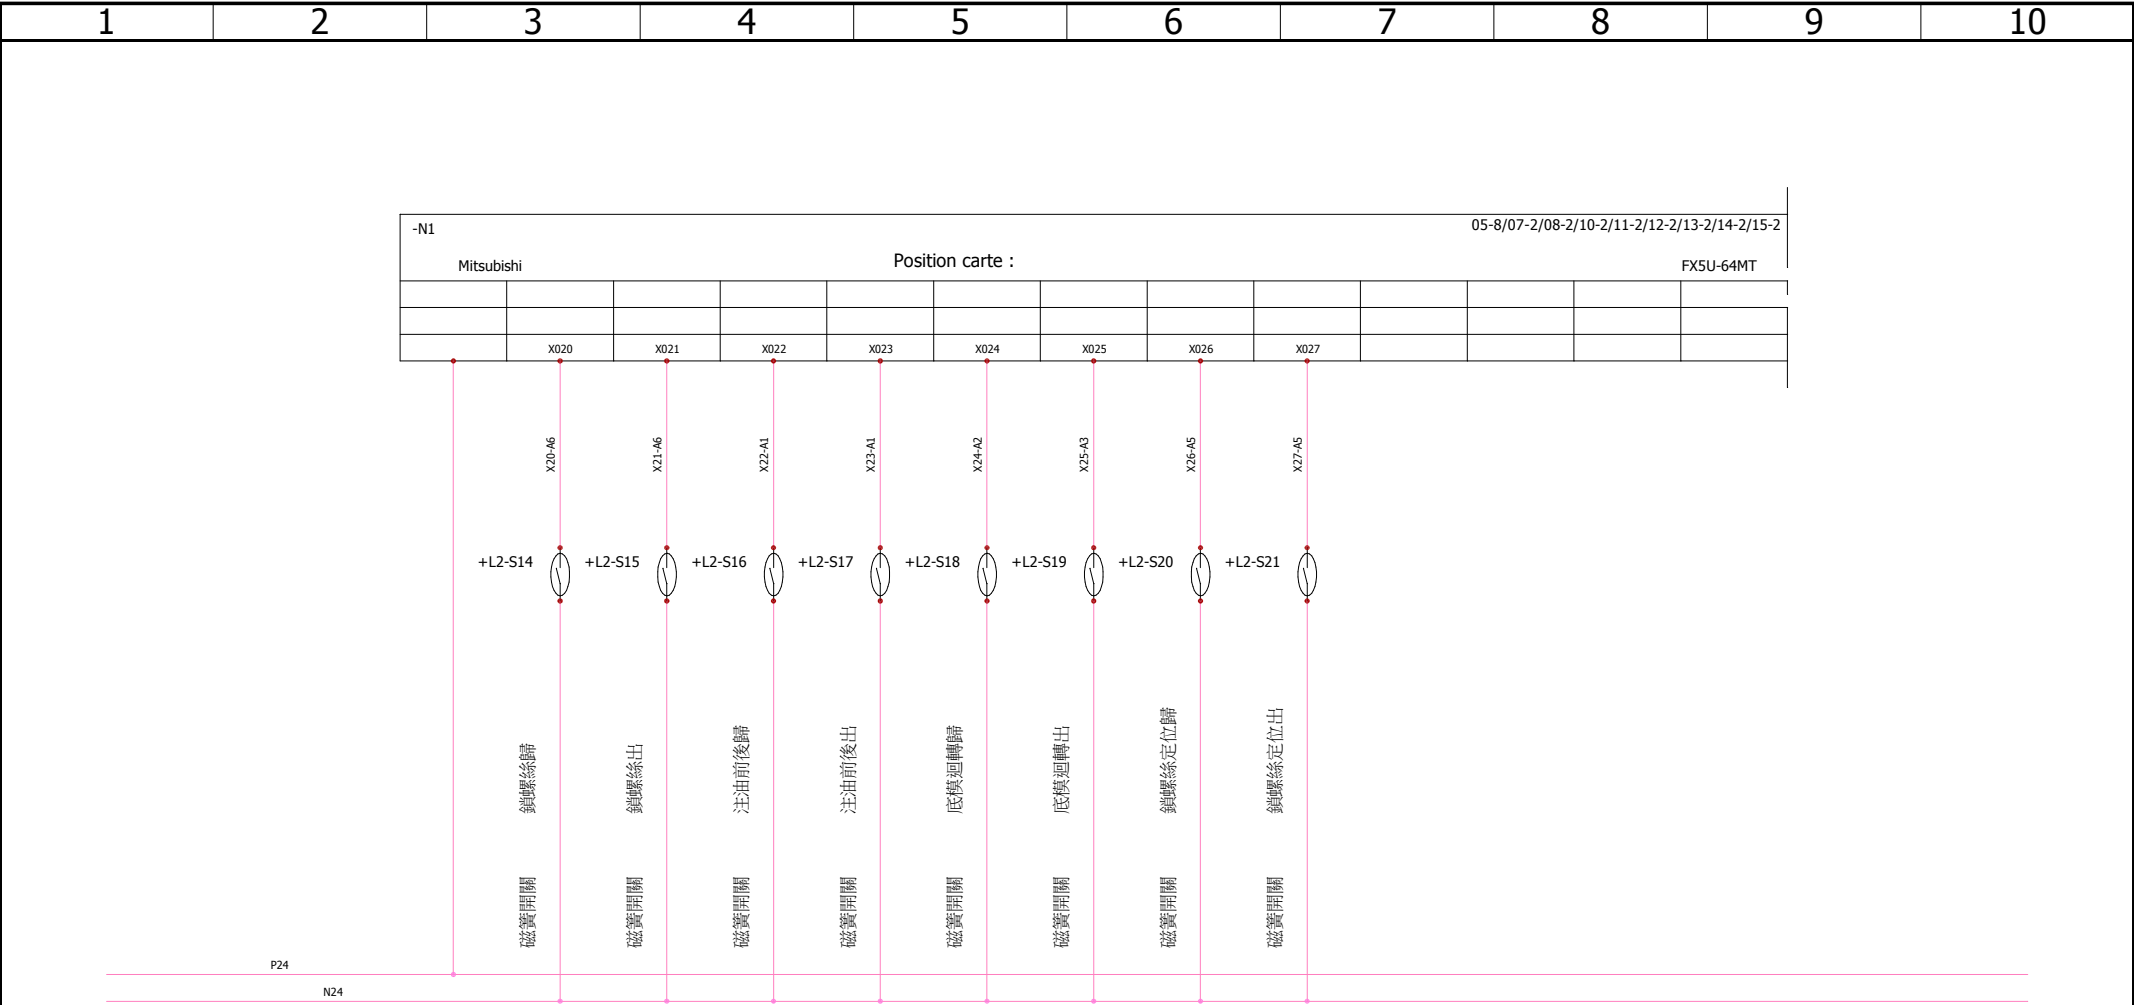 1 2 3 4 5 6 7 8 9 10
-N1 05-8/07-2/08-2/10-2/11-2/12-2/13-2/14-2/15-2
Mitsubishi Position carte : FX5U-64MT
X020 X021 X022 X023 X024 X025 X026 X027
X20-A6 X21-A6 X22-A1 X23-A1 X24-A2 X25-A3 X26-A5 X27-A5
+L2-S14 +L2-S15 +L2-S16 +L2-S17 +L2-S18 +L2-S19 +L2-S20 +L2-S21
鎖螺絲歸 鎖螺絲出 注油前後歸 注油前後出 底模迴轉歸 底模迴轉出 鎖螺絲定位歸 鎖螺絲定位出
磁簧開關 磁簧開關 磁簧開關 磁簧開關 磁簧開關 磁簧開關 磁簧開關 磁簧開關
P24
N24